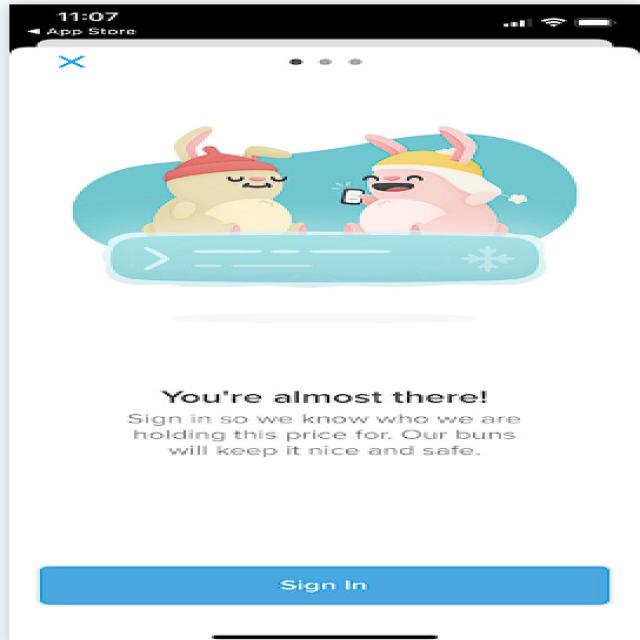 11:07
◀ App Store
You're almost there!
Sign in so we know who we are
holding this price for. Our buns
will keep it nice and safe.
Sign In